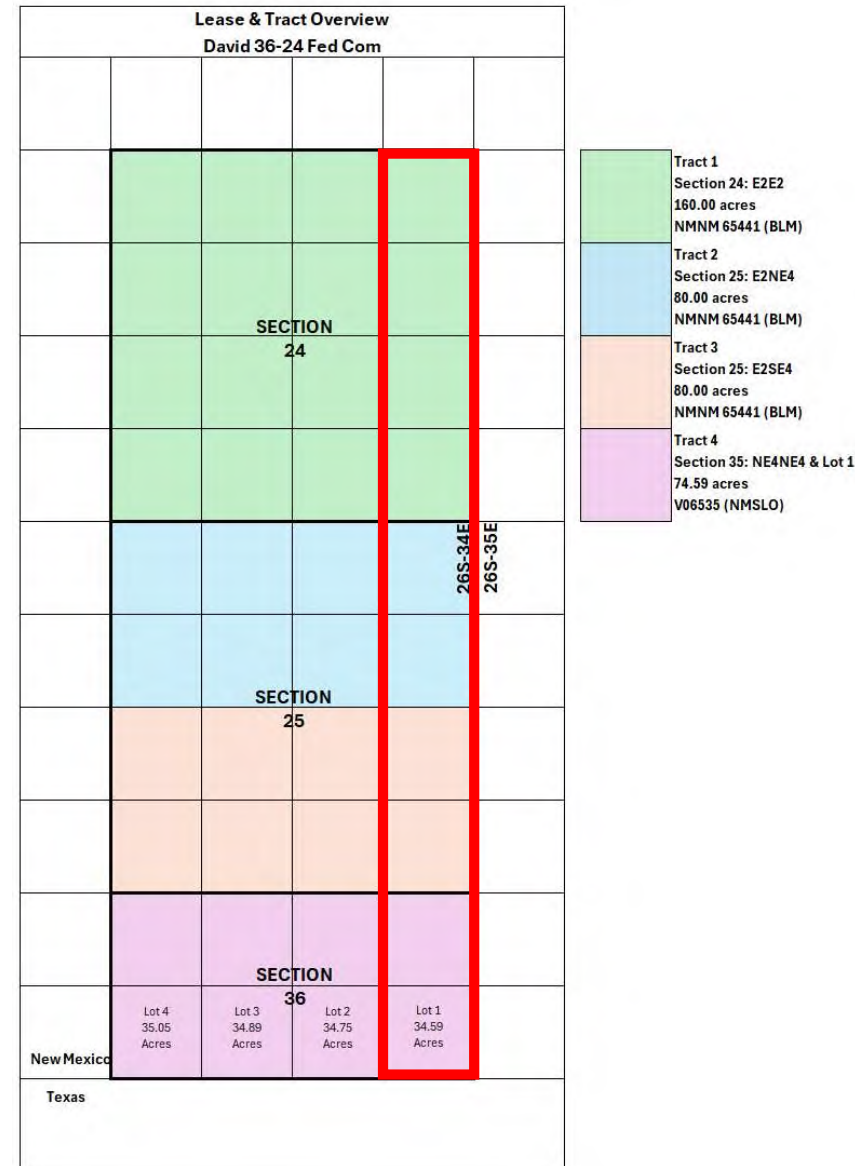 Lease & Tract Overview
David 36-24 Fed Com
Tract 1
Section 24: E2E2
160.00 acres
NMNM 65441 (BLM)
Tract 2
Section 25: E2NE4
80.00 acres
NMNM 65441 (BLM)
Tract 3
Section 25: E2SE4
80.00 acres
NMNM 65441 (BLM)
Tract 4
Section 35: NE4NE4 & Lot 1
74.59 acres
V06535 (NMSLO)
SECTION
24
26S-34E
26S-35E
SECTION
25
SECTION
36
Lot 4
35.05
Acres
Lot 3
34.89
Acres
Lot 2
34.75
Acres
Lot 1
34.59
Acres
New Mexico
Texas